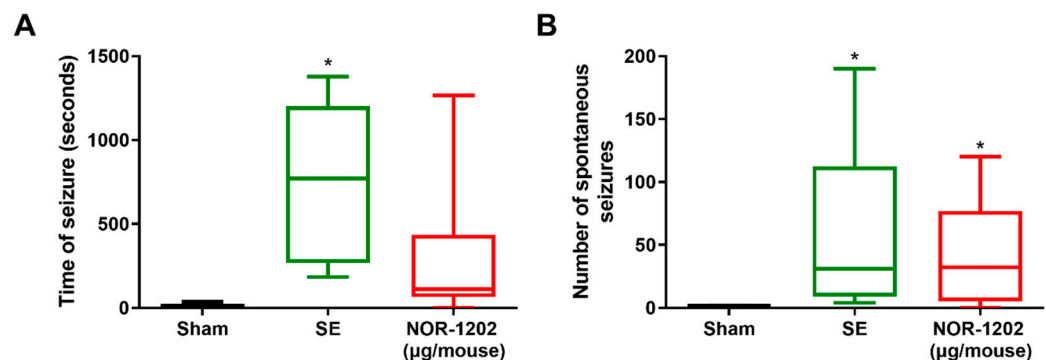 A
Time of seizure (seconds)
1500
1000
500
0
*
Sham
SE
NOR-1202
(µg/mouse)
B
Number of spontaneous
seizures
200
150
100
50
0
*
*
Sham
SE
NOR-1202
(µg/mouse)